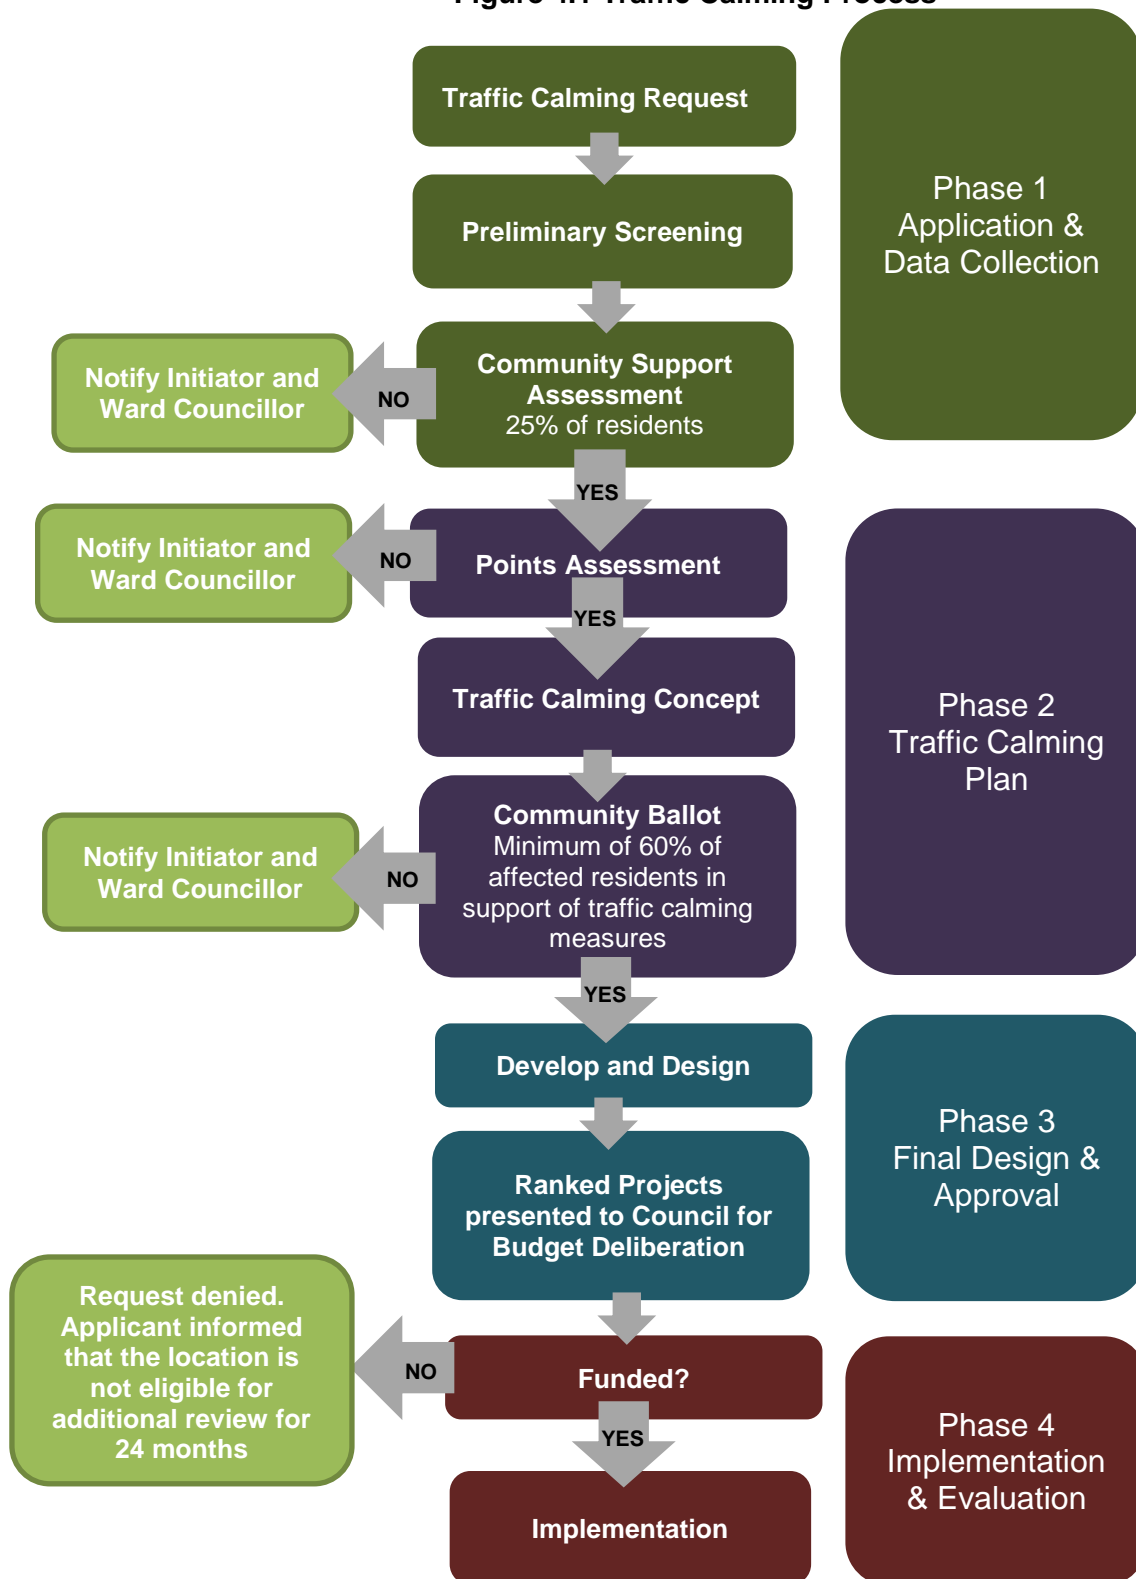 Traffic Calming Process
Traffic Calming Request
Phase 1
Application &
Data Collection
Preliminary Screening
Community Support
Assessment
25% of residents
NO
Notify Initiator and
Ward Councillor
YES
Points Assessment
NO
Notify Initiator and
Ward Councillor
YES
Traffic Calming Concept
Phase 2
Traffic Calming
Plan
Community Ballot
Minimum of 60% of
affected residents in
support of traffic calming
measures
NO
Notify Initiator and
Ward Councillor
YES
Develop and Design
Phase 3
Final Design &
Approval
Ranked Projects
presented to Council for
Budget Deliberation
Funded?
NO
Request denied.
Applicant informed
that the location is
not eligible for
additional review for
24 months
YES
Phase 4
Implementation
& Evaluation
Implementation